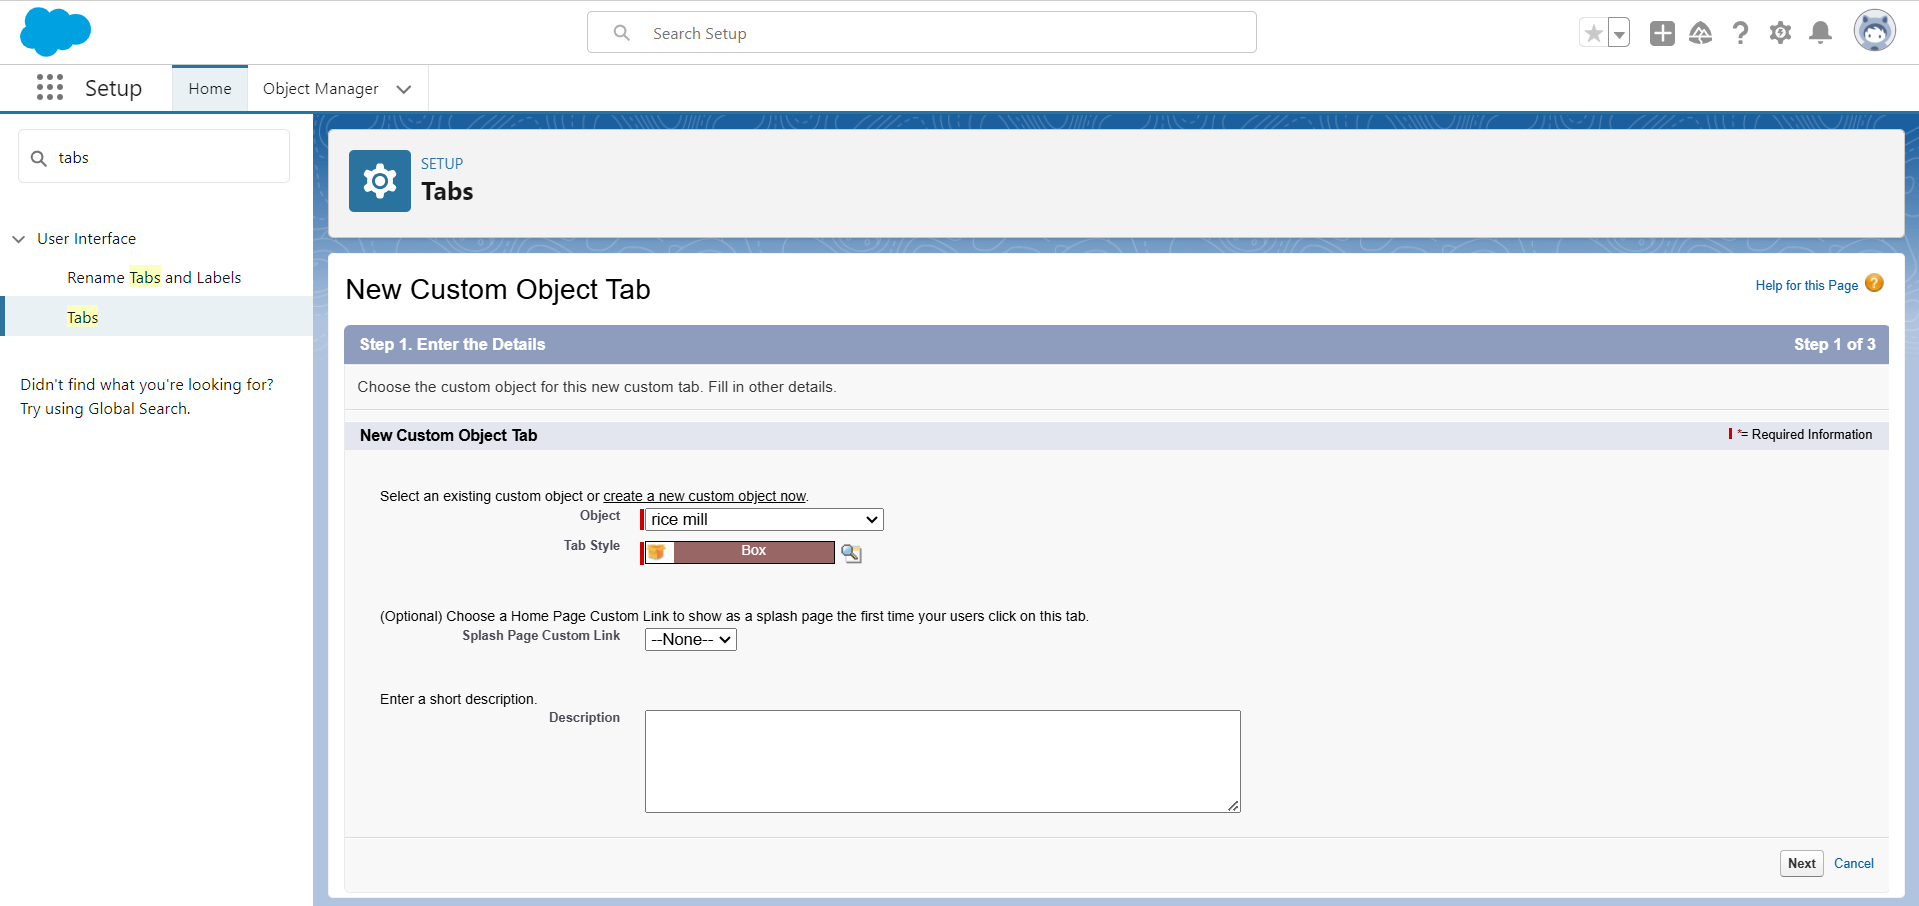 Search Setup
Setup
Home
Object Manager
tabs
User Interface
Rename Tabs and Labels
Tabs
Didn't find what you're looking for?
Try using Global Search.
SETUP
Tabs
New Custom Object Tab
Help for this Page ?
Step 1. Enter the Details
Step 1 of 3
Choose the custom object for this new custom tab. Fill in other details.
New Custom Object Tab
*= Required Information
Select an existing custom object or create a new custom object now.
Object
rice mill
Tab Style
Box
(Optional) Choose a Home Page Custom Link to show as a splash page the first time your users click on this tab.
Splash Page Custom Link
--None--
Enter a short description.
Description
Next
Cancel